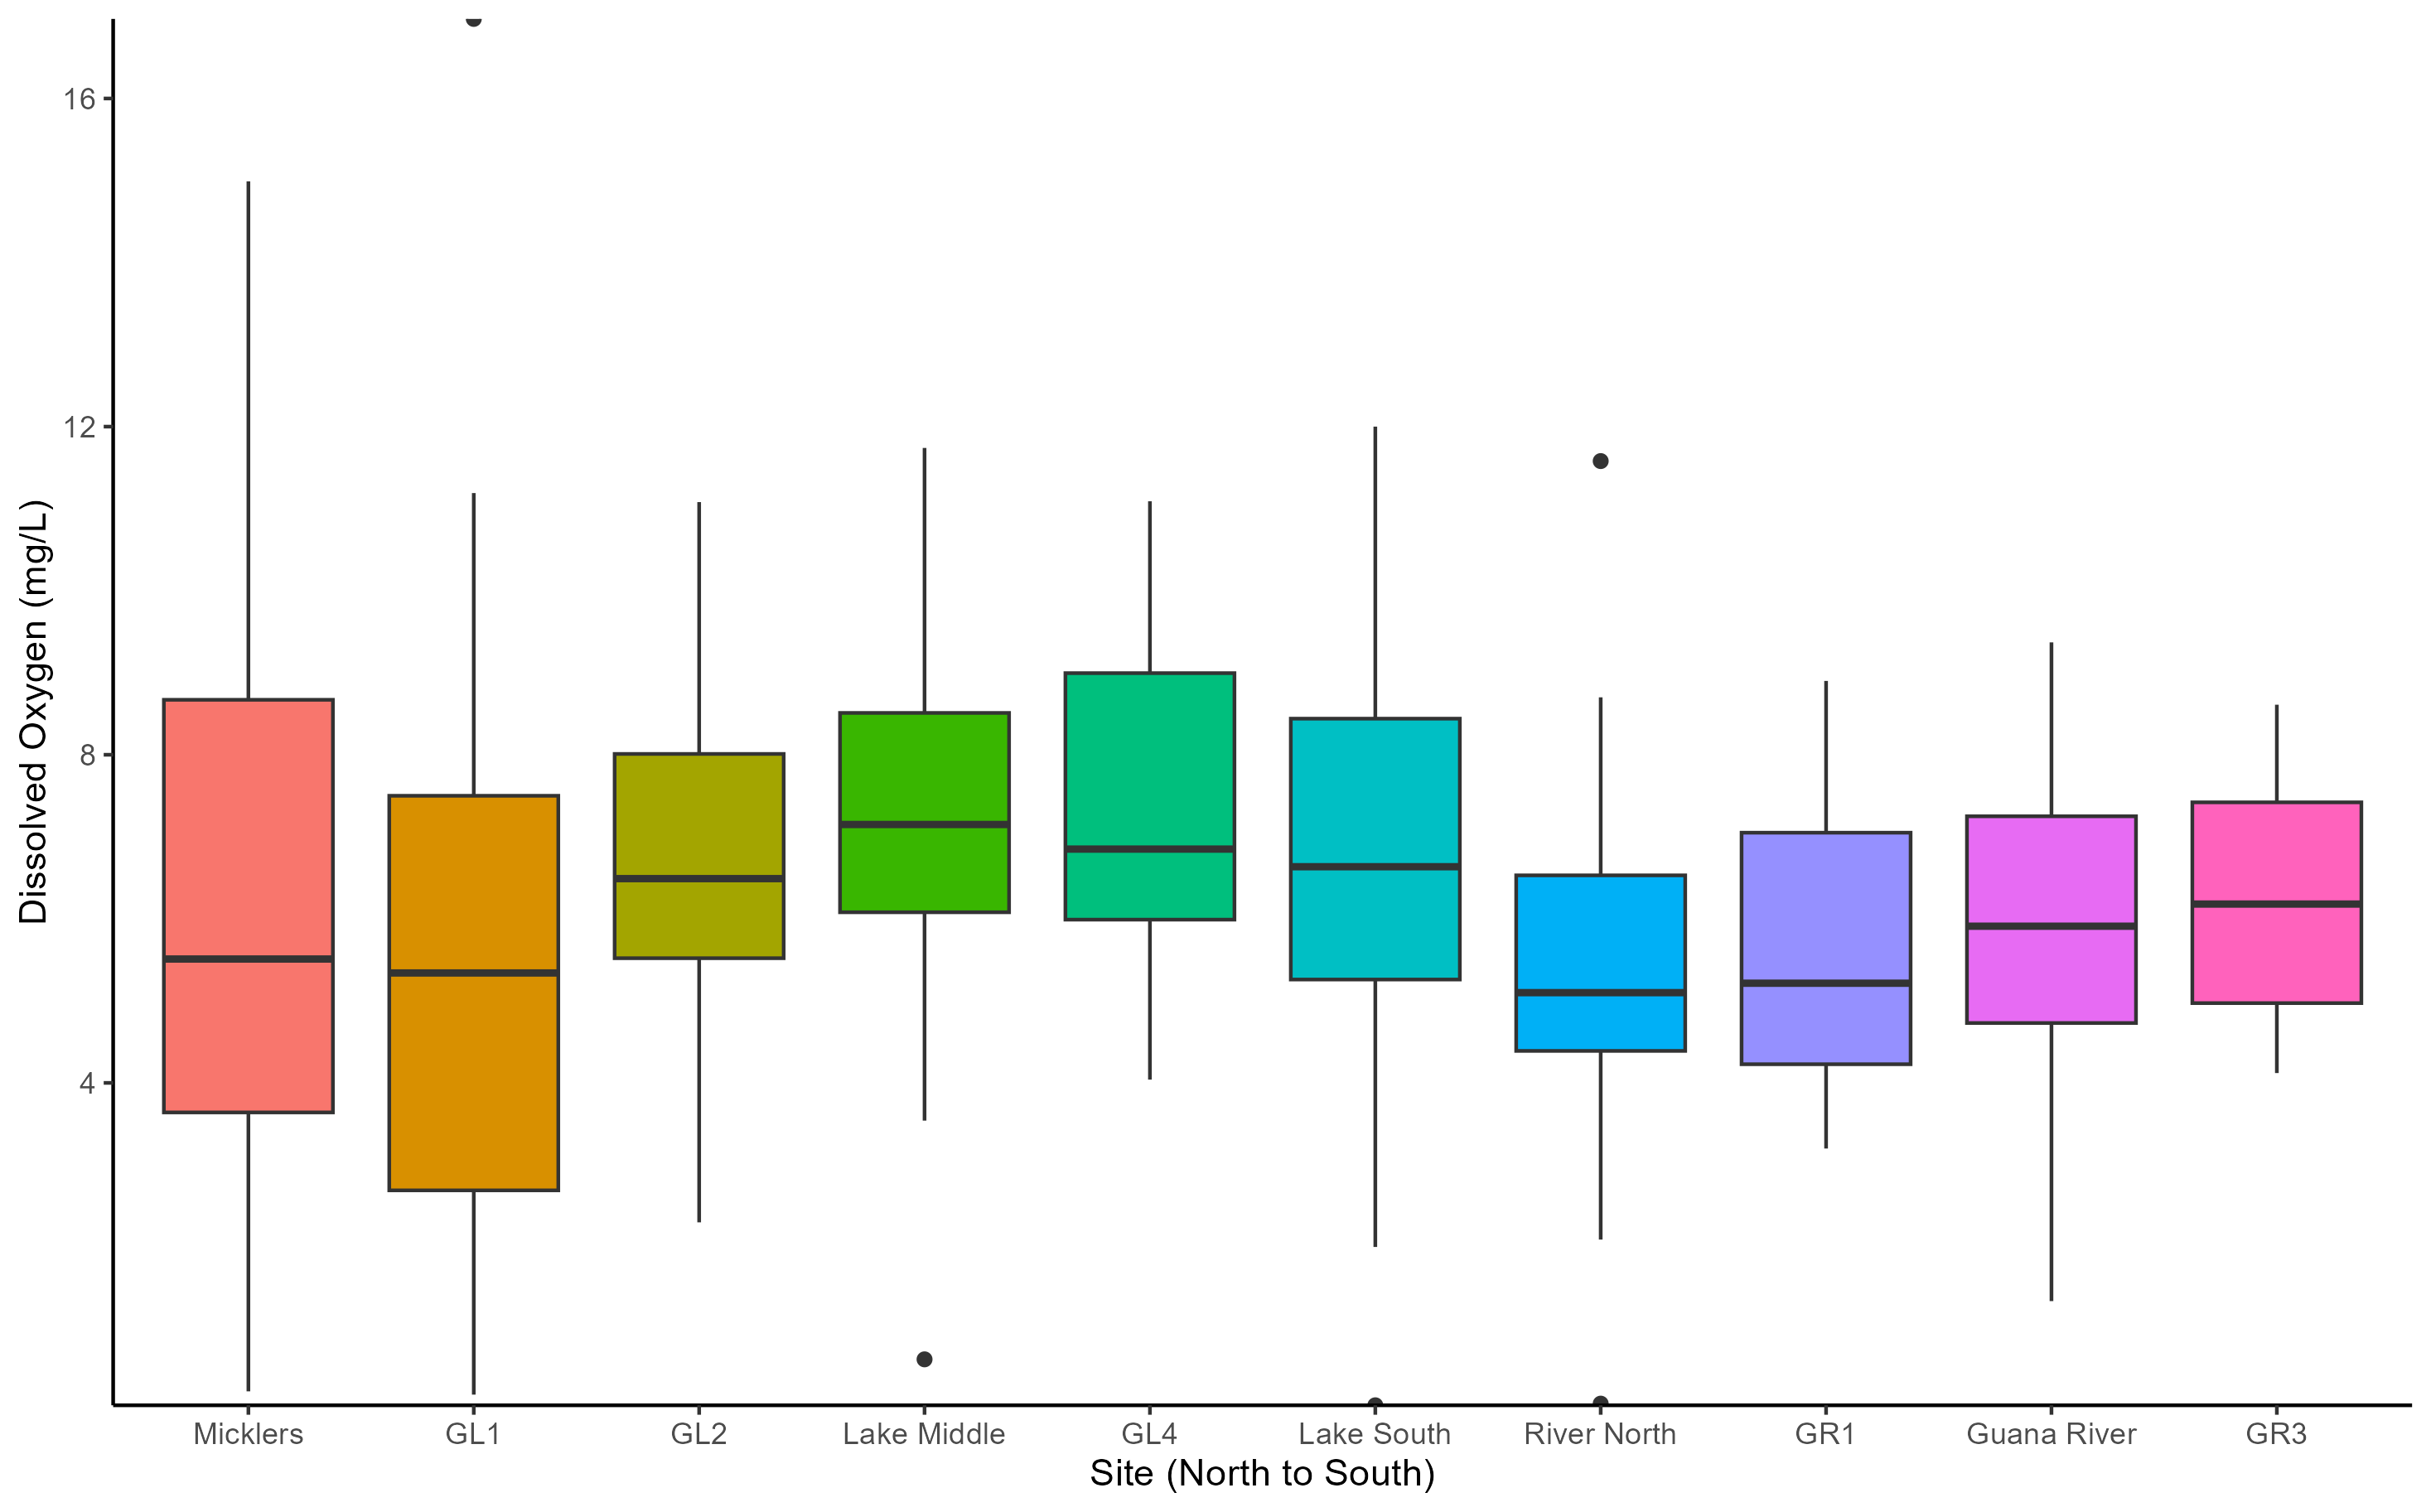 Dissolved Oxygen (mg/L)
16
12
8
4
Micklers GL1 GL2 Lake Middle GL4 Lake South River North GR1 Guana River GR3
Site (North to South)